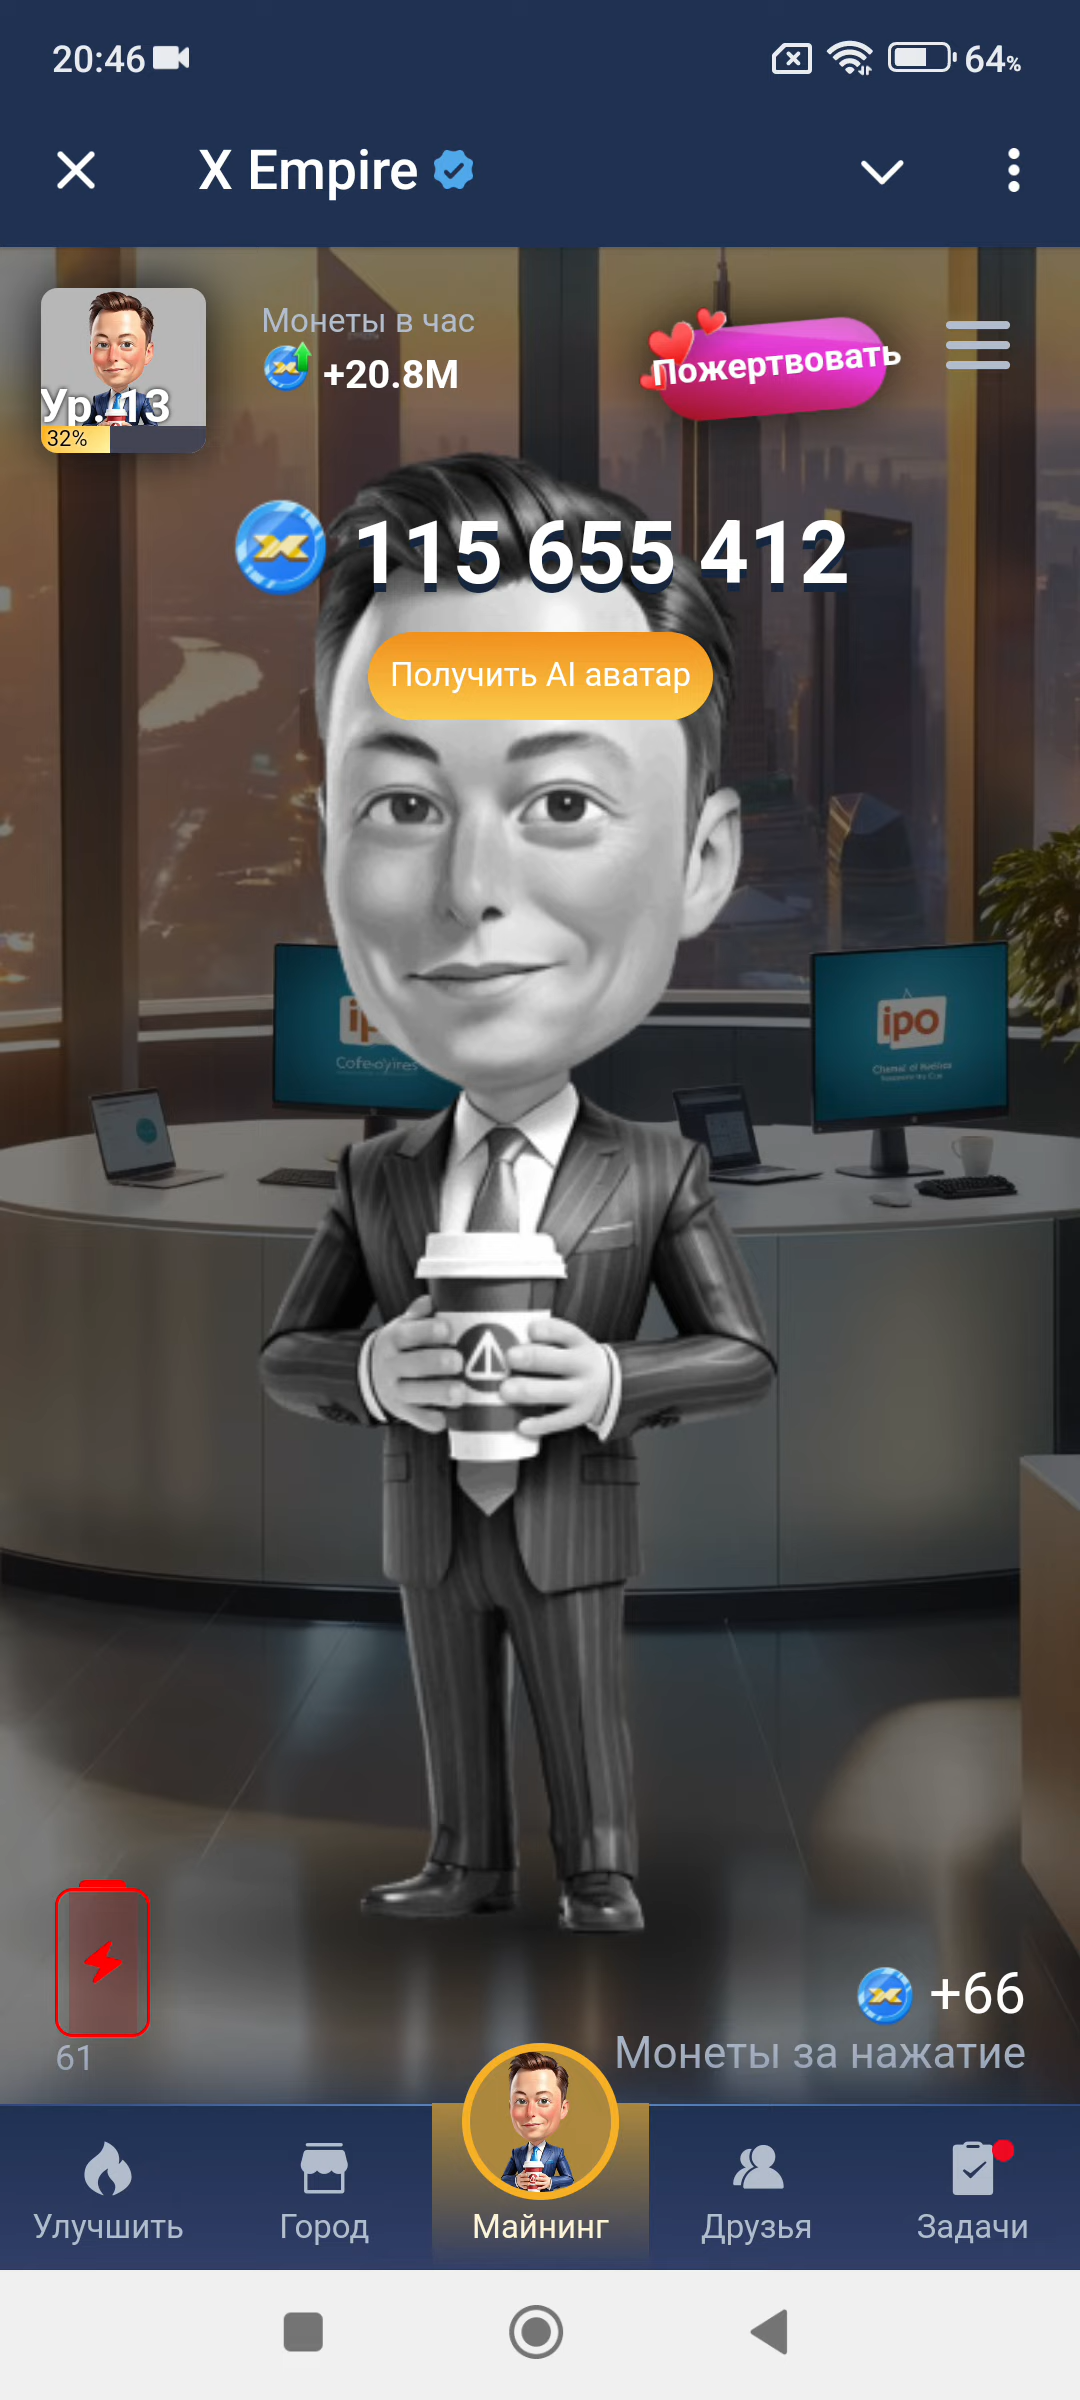 20:46
64%
X Empire
Монеты в час
+20.8M
Пожертвовать
Ур. 13
32%
115 655 412
Получить AI аватар
ipo
ipo
+66
Монеты за нажатие
61
Улучшить
Город
Майнинг
Друзья
Задачи